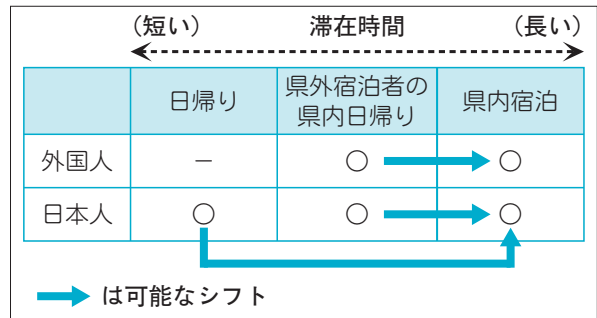 （短い） 滞在時間 （長い）
日帰り 県外宿泊者の県内日帰り 県内宿泊
外国人 − ○ ○
日本人 ○ ○ ○
は可能なシフト